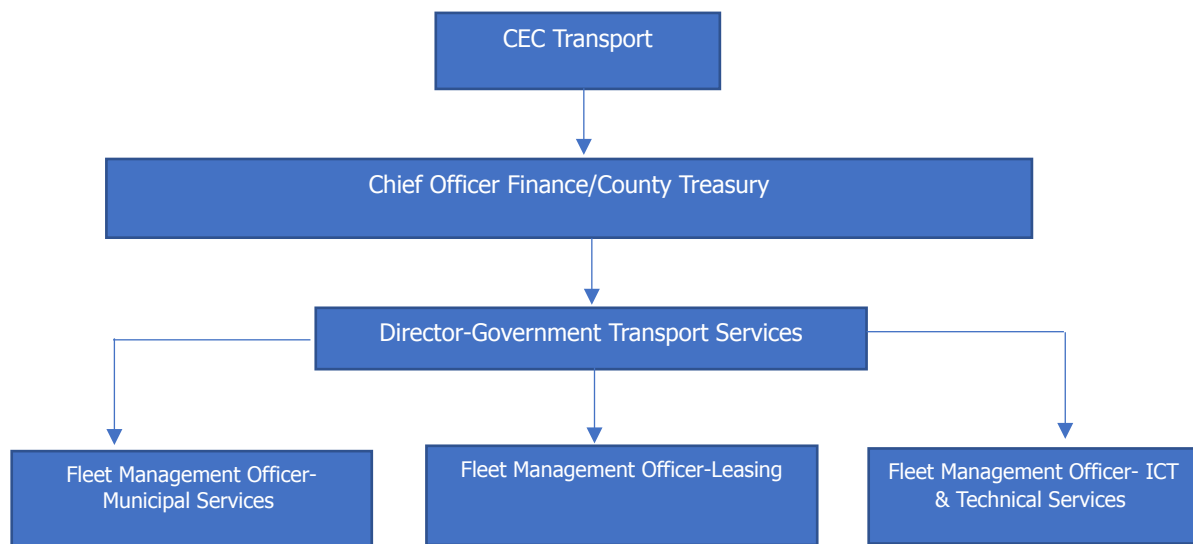 CEC Transport
Chief Officer Finance/County Treasury
Director-Government Transport Services
Fleet Management Officer-
Municipal Services
Fleet Management Officer-Leasing
Fleet Management Officer- ICT
& Technical Services